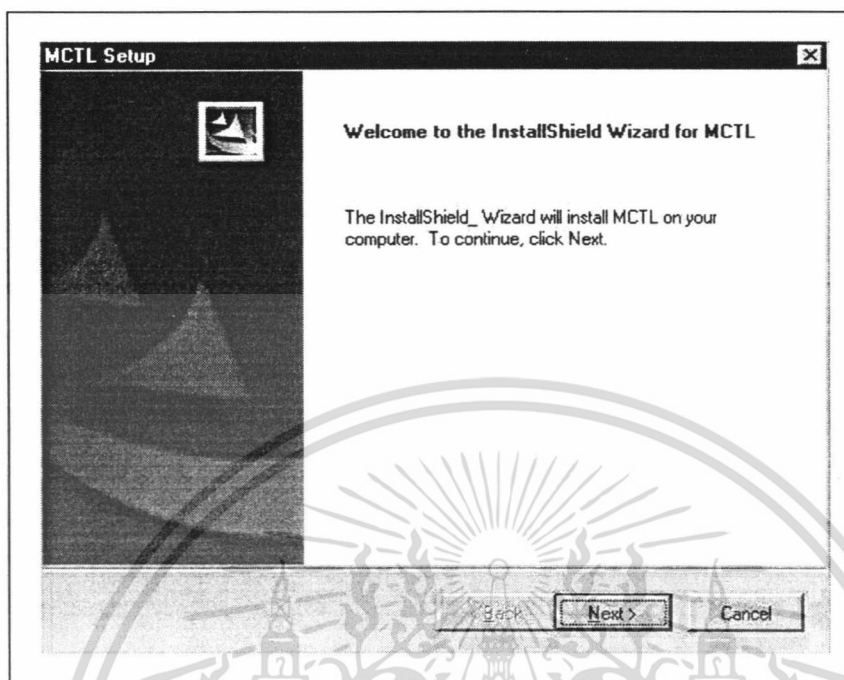 MCTL Setup
Welcome to the InstallShield Wizard for MCTL
The InstallShield_ Wizard will install MCTL on your
computer. To continue, click Next.
< Back
Next >
Cancel